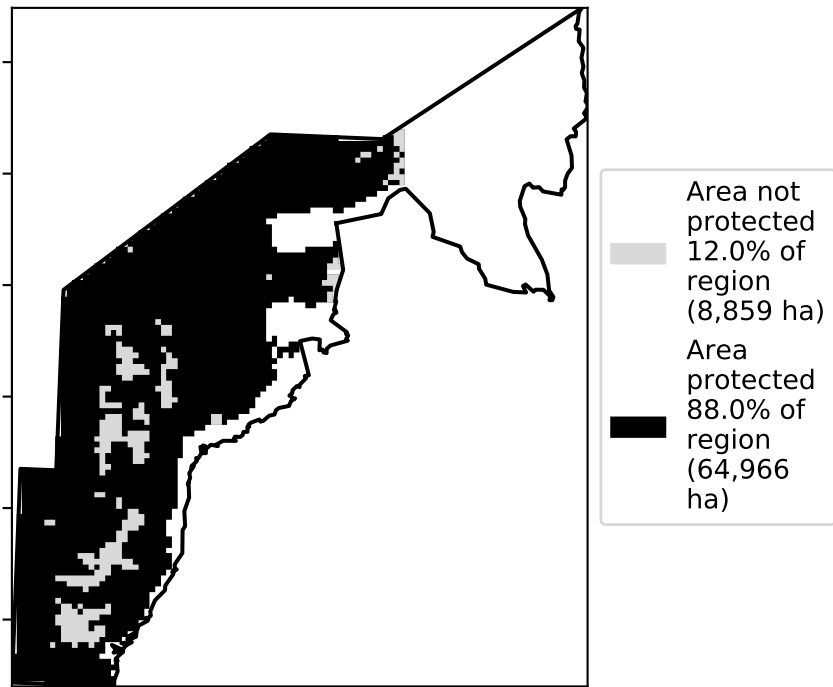 Area not
protected
12.0% of
region
(8,859 ha)
Area
protected
88.0% of
region
(64,966
ha)